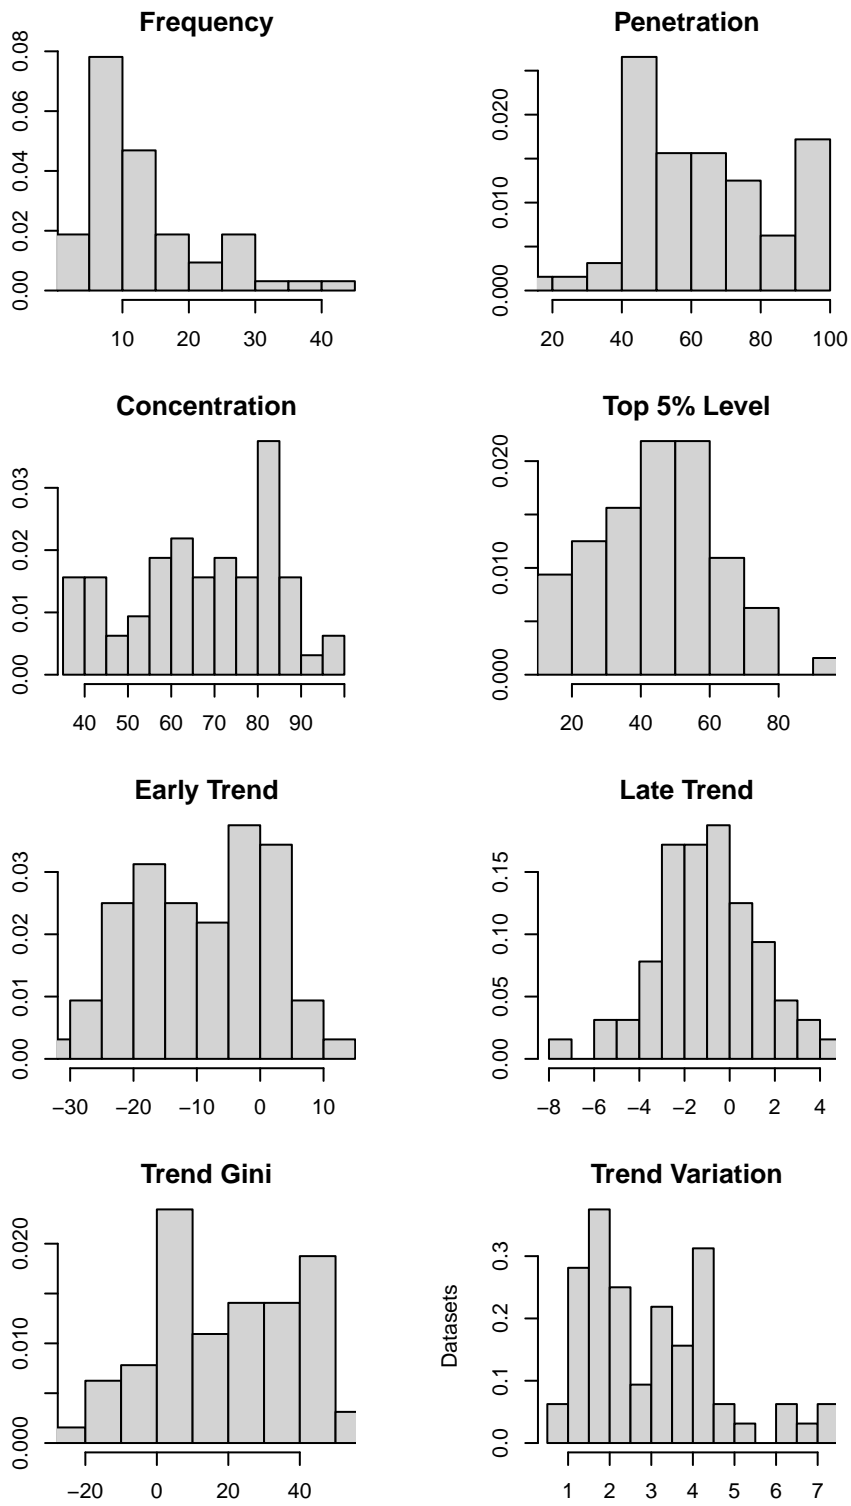 Frequency
0.00 0.02 0.04 0.06 0.08
10 20 30 40
Penetration
0.000 0.010 0.020
20 40 60 80 100
Concentration
0.00 0.01 0.02 0.03
40 50 60 70 80 90
Top 5% Level
0.000 0.010 0.020
20 40 60 80
Early Trend
0.00 0.01 0.02 0.03
−30 −20 −10 0 10
Late Trend
0.00 0.05 0.10 0.15
−8 −6 −4 −2 0 2 4
Trend Gini
0.000 0.010 0.020
−20 0 20 40
Trend Variation
Datasets
0.0 0.1 0.2 0.3
1 2 3 4 5 6 7